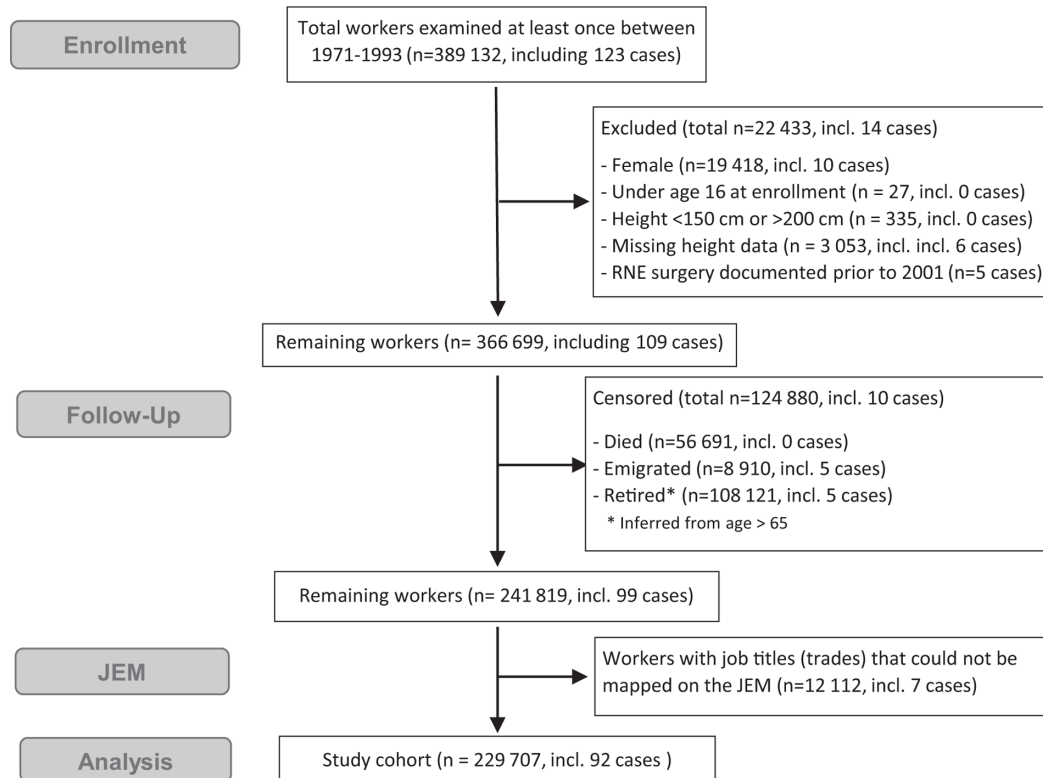 Enrollment
Total workers examined at least once between
1971-1993 (n=389 132, including 123 cases)
Excluded (total n=22 433, incl. 14 cases)
- Female (n=19 418, incl. 10 cases)
- Under age 16 at enrollment (n = 27, incl. 0 cases)
- Height <150 cm or >200 cm (n = 335, incl. 0 cases)
- Missing height data (n = 3 053, incl. incl. 6 cases)
- RNE surgery documented prior to 2001 (n=5 cases)
Remaining workers (n= 366 699, including 109 cases)
Follow-Up
Censored (total n=124 880, incl. 10 cases)
- Died (n=56 691, incl. 0 cases)
- Emigrated (n=8 910, incl. 5 cases)
- Retired* (n=108 121, incl. 5 cases)
* Inferred from age > 65
Remaining workers (n= 241 819, incl. 99 cases)
JEM
Workers with job titles (trades) that could not be
mapped on the JEM (n=12 112, incl. 7 cases)
Analysis
Study cohort (n = 229 707, incl. 92 cases )